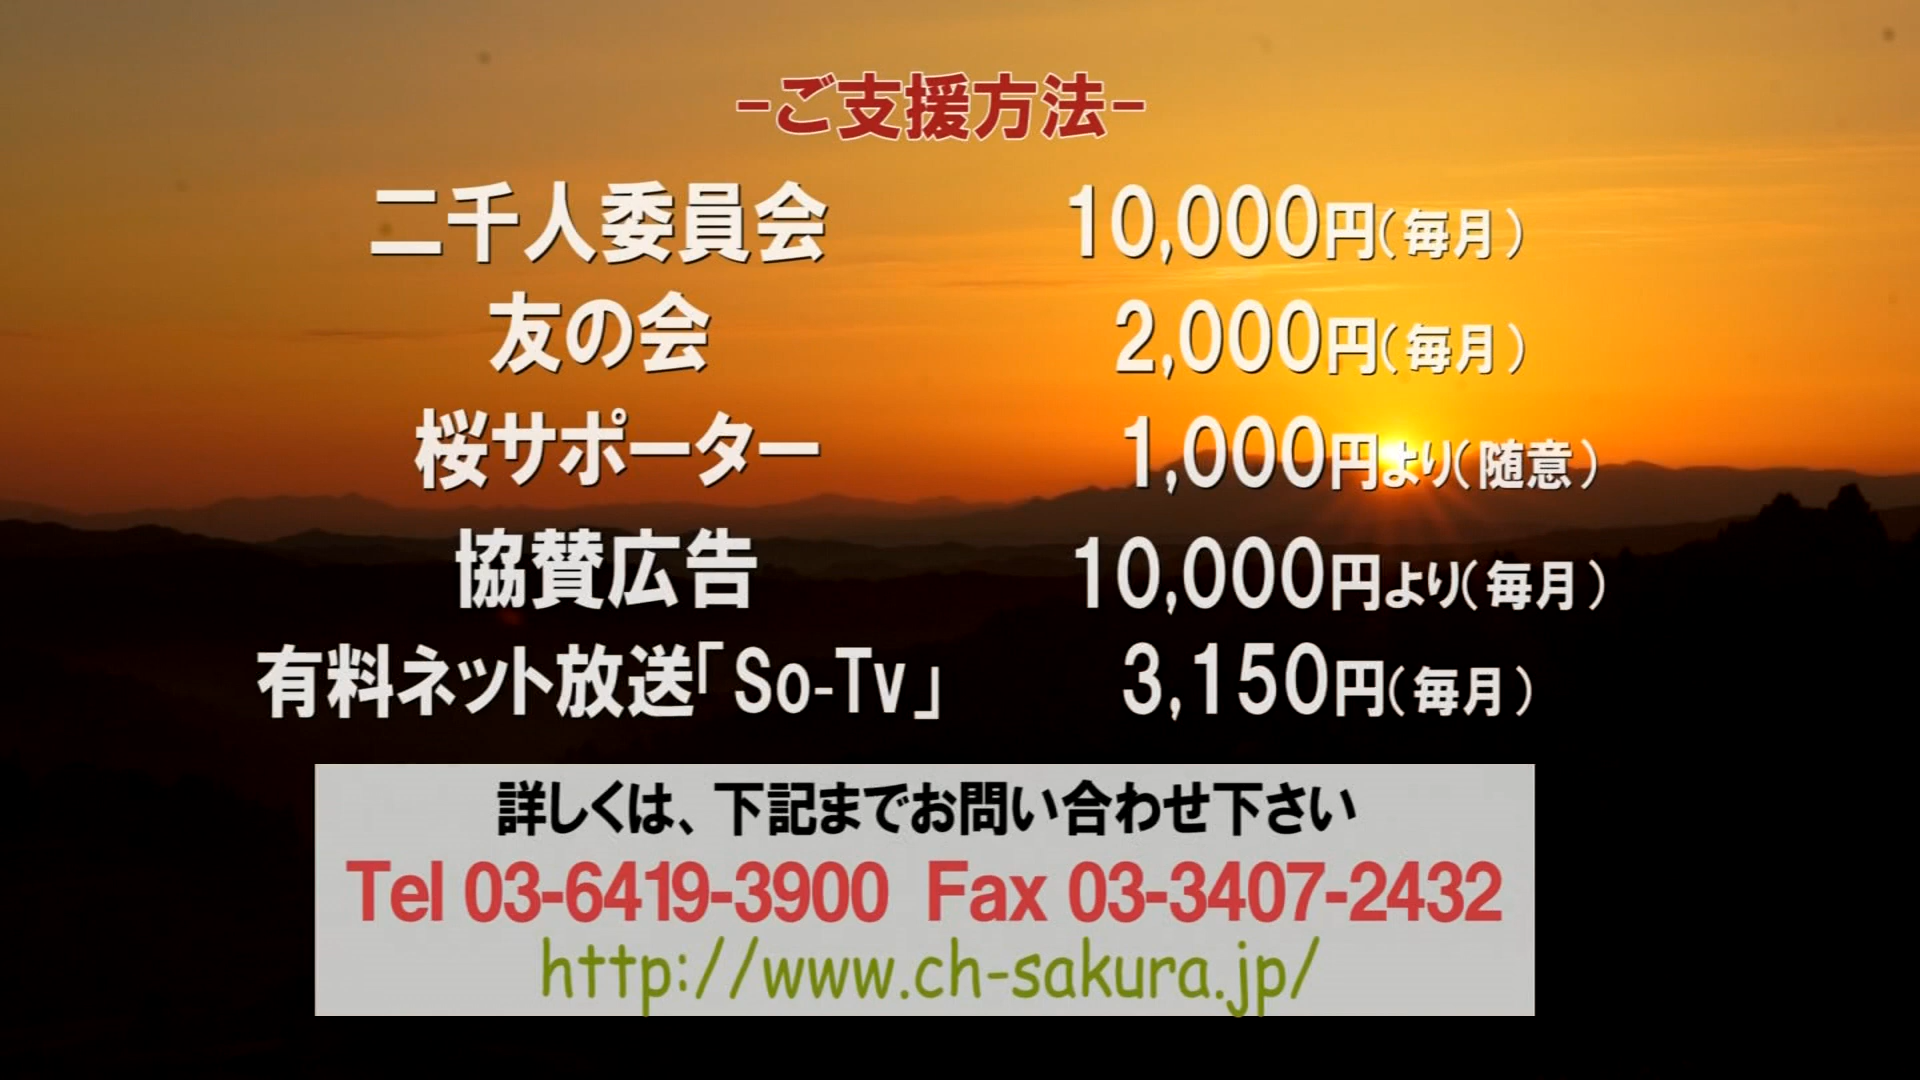 -ご支援方法-
二千人委員会 10,000円(毎月)
友の会 2,000円(毎月)
桜サポーター 1,000円より(随意)
協賛広告 10,000円より(毎月)
有料ネット放送「So-Tv」 3,150円(毎月)
詳しくは、下記までお問い合わせ下さい
Tel 03-6419-3900 Fax 03-3407-2432
http://www.ch-sakura.jp/